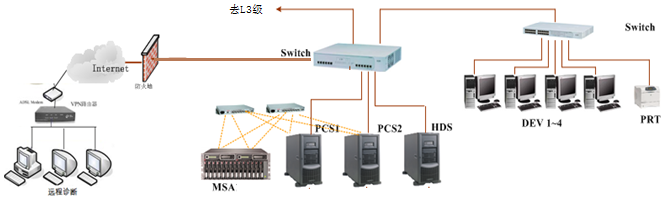 去L3级
Switch
Switch
Internet
防火墙
ADSL Modem
VPN路由器
PCS1
PCS2
HDS
DEV 1~4
PRT
MSA
远程诊断